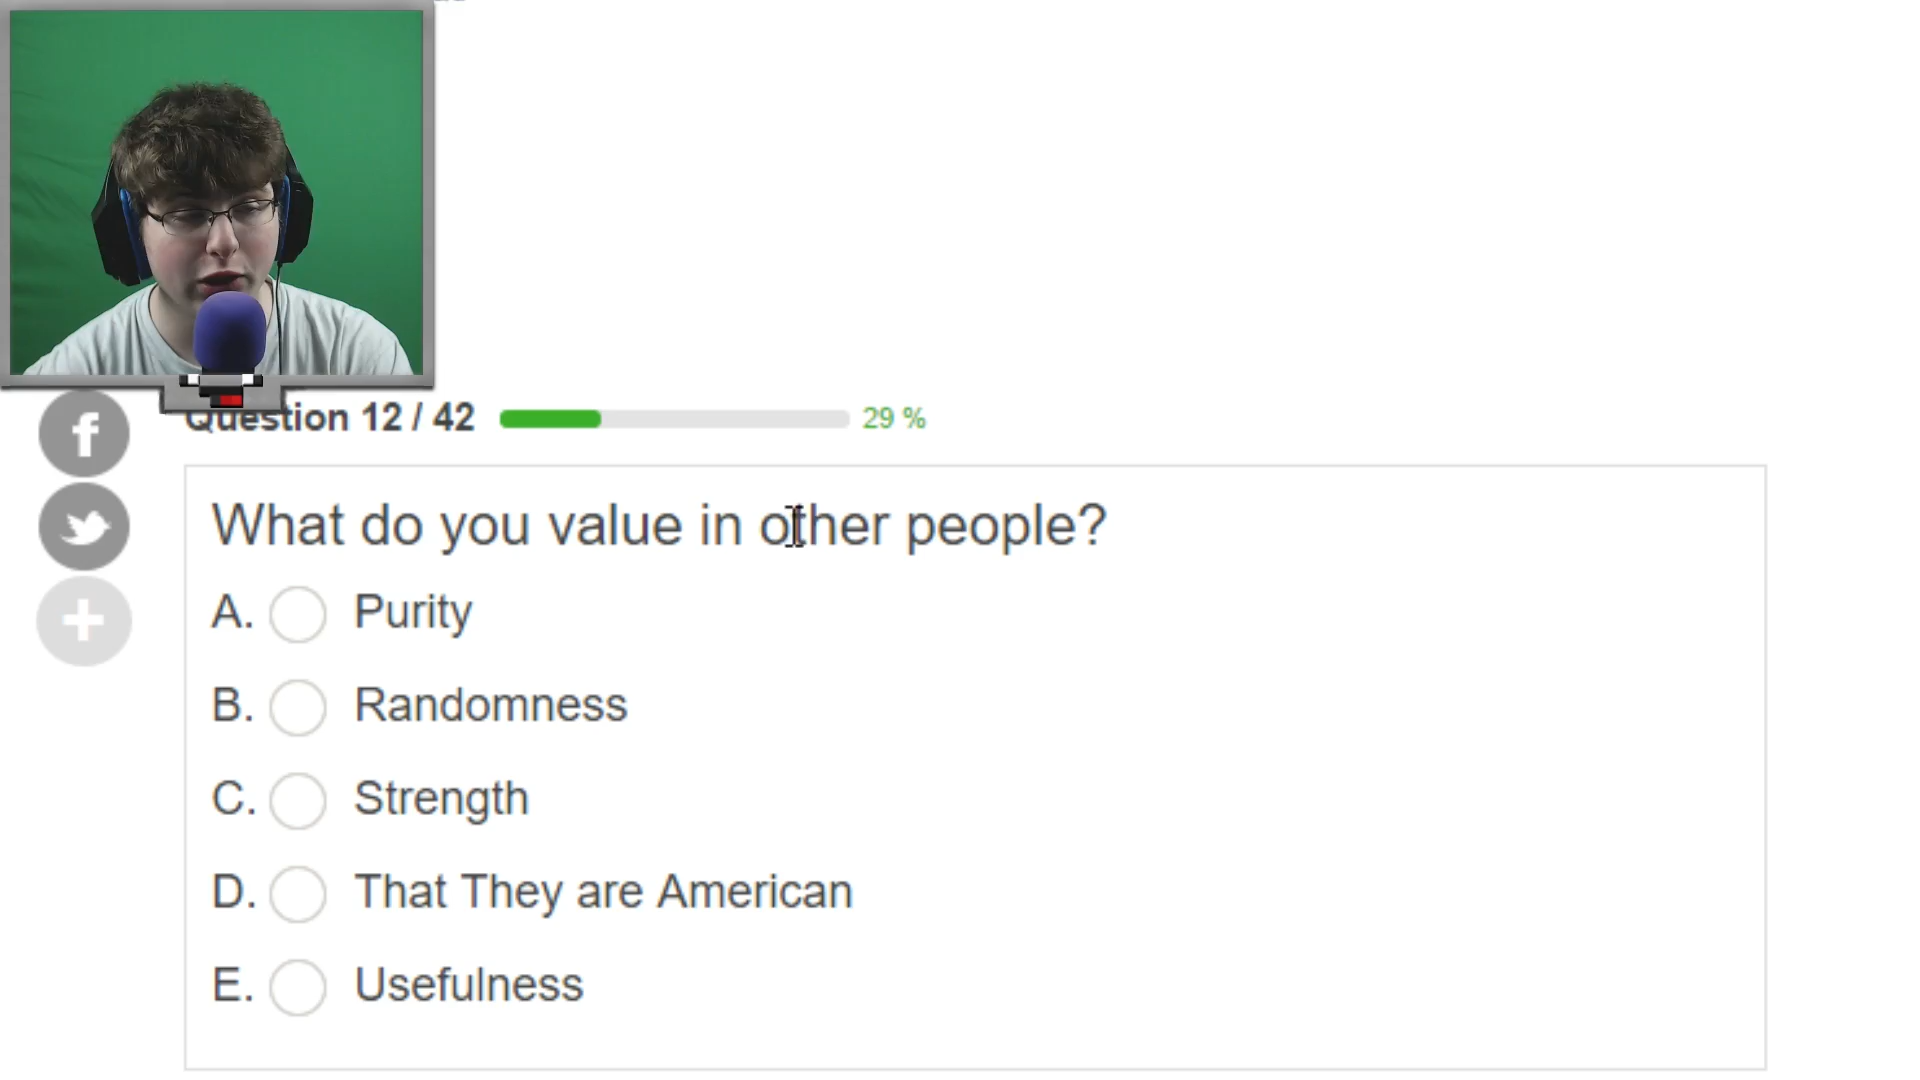 Question 12 / 42 29 %
What do you value in other people?
A. Purity
B. Randomness
C. Strength
D. That They are American
E. Usefulness